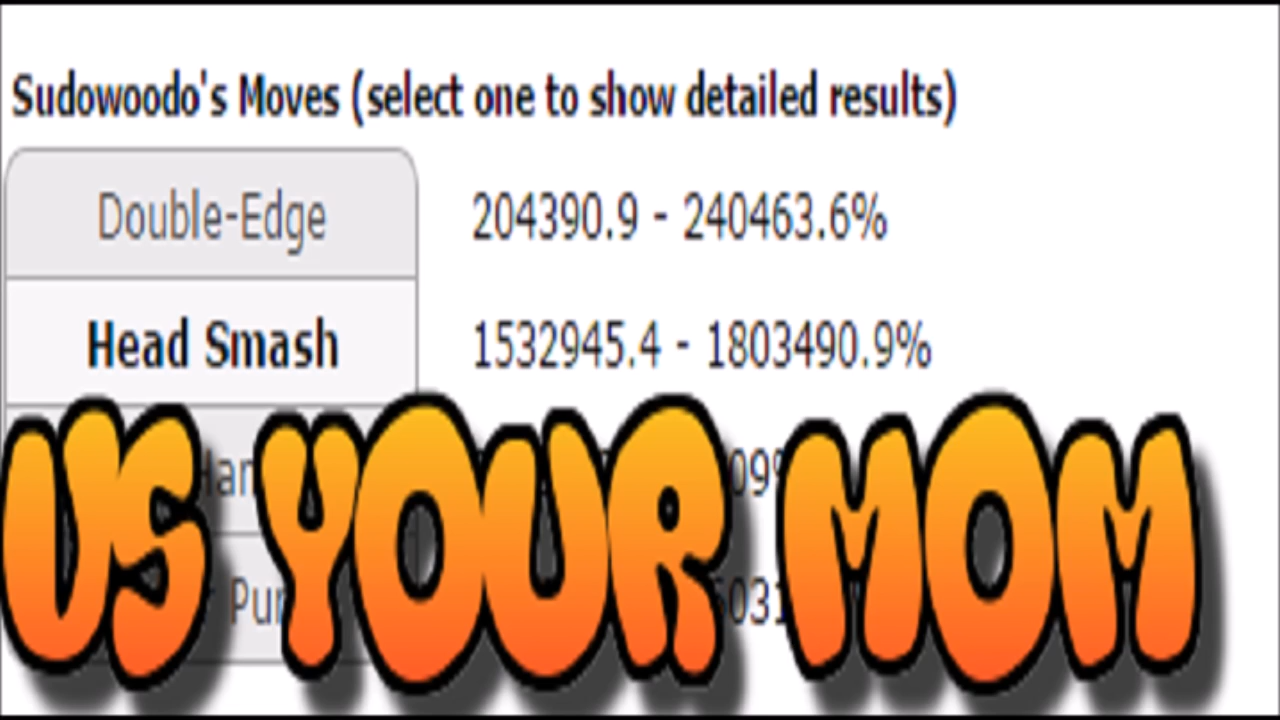 Sudowoodo's Moves (select one to show detailed results)
Double-Edge 204390.9 - 240463.6%
Head Smash 1532945.4 - 1803490.9%
VS YOUR MOM